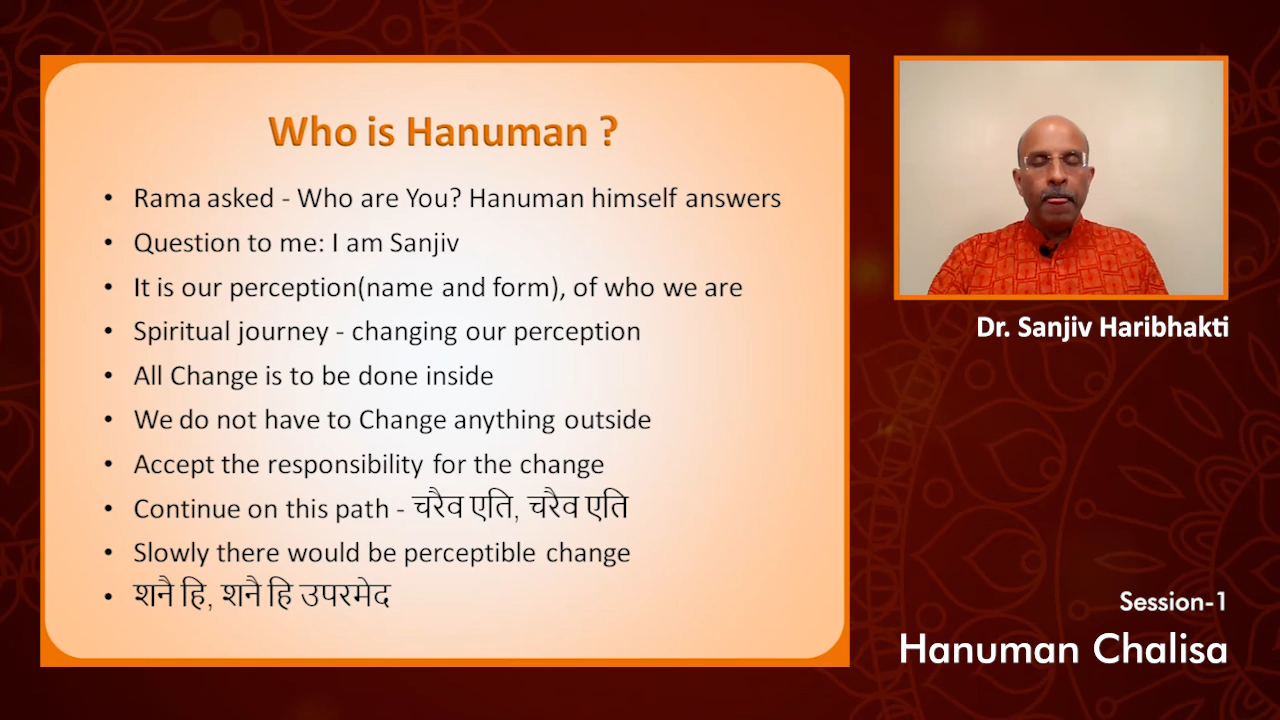 Who is Hanuman ?
• Rama asked - Who are You? Hanuman himself answers
• Question to me: I am Sanjiv
• It is our perception(name and form), of who we are
• Spiritual journey - changing our perception
• All Change is to be done inside
• We do not have to Change anything outside
• Accept the responsibility for the change
• Continue on this path - चरैव एति, चरैव एति
• Slowly there would be perceptible change
• शनै हि, शनै हि उपरमेद
Dr. Sanjiv Haribhakti
Session-1
Hanuman Chalisa